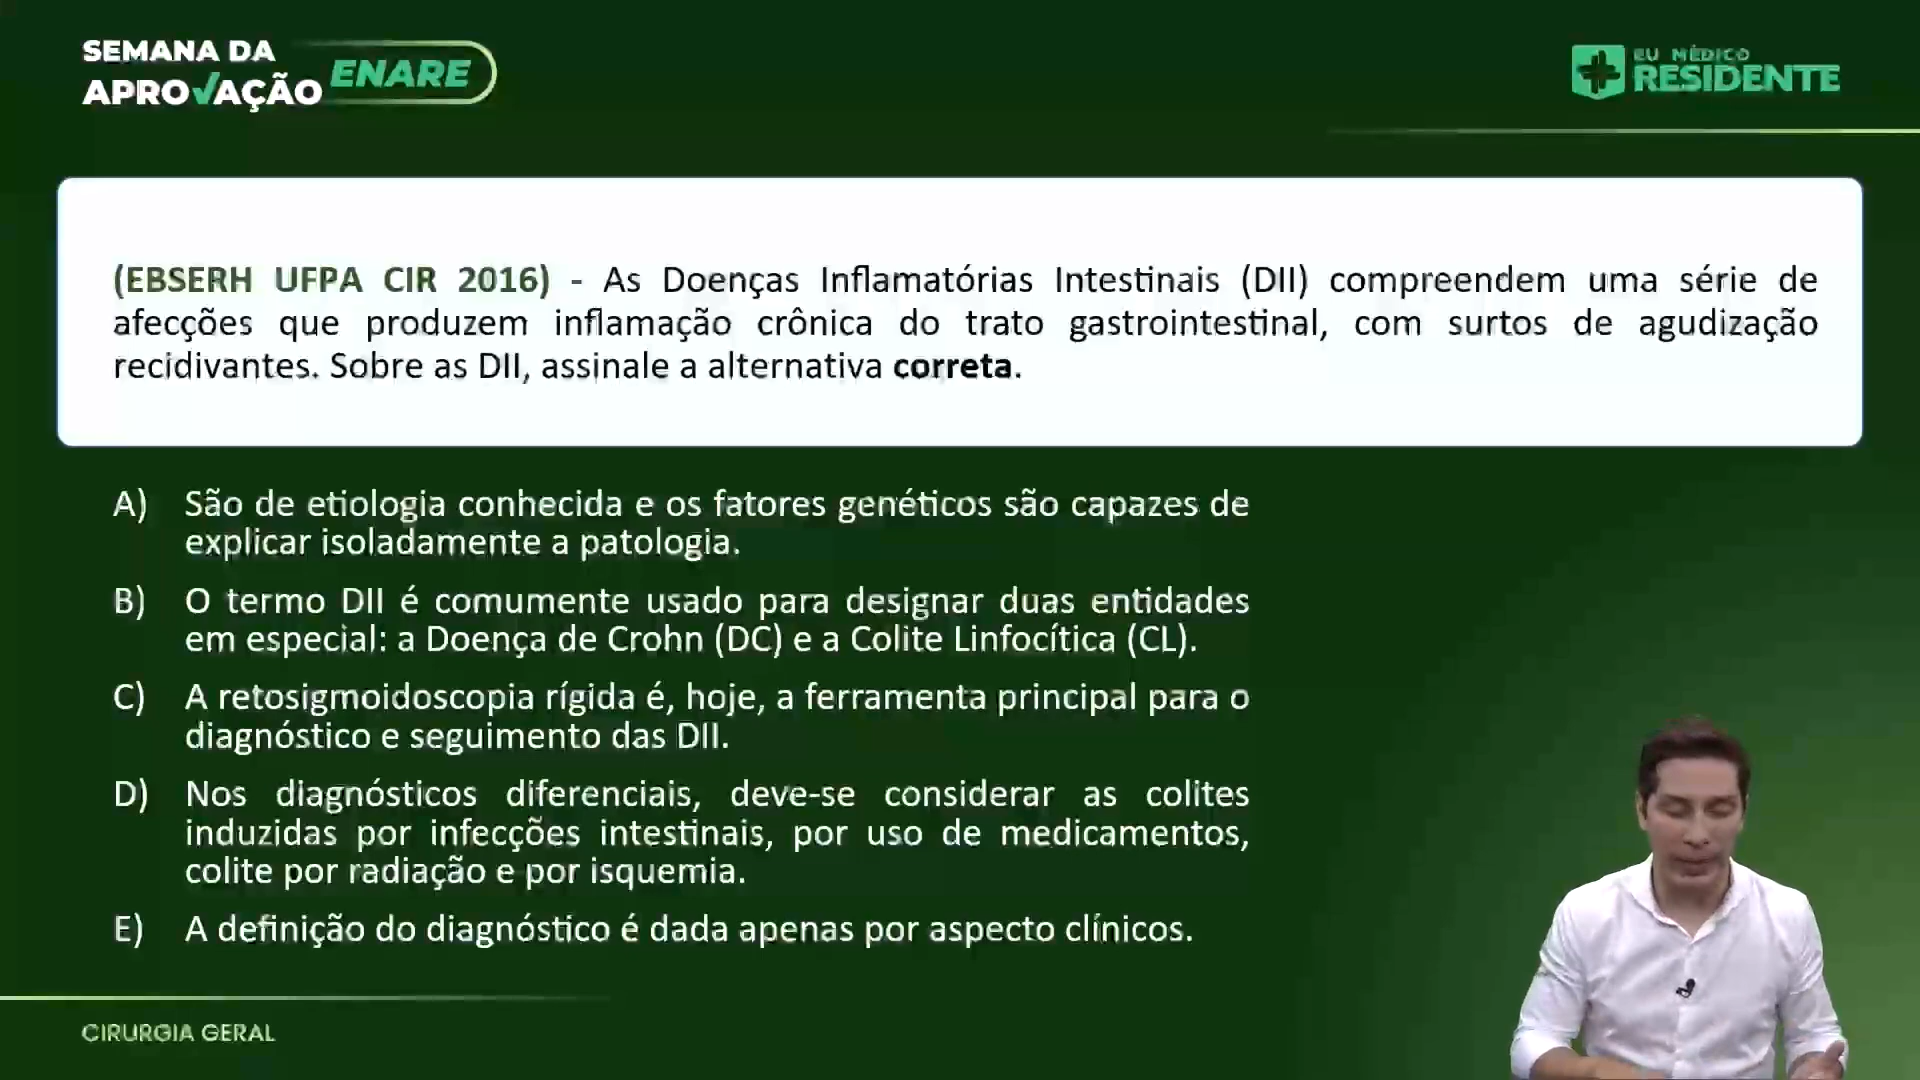 SEMANA DA
APROVAÇÃO ENARE
EU MÉDICO
RESIDENTE
(EBSERH UFPA CIR 2016) - As Doenças Inflamatórias Intestinais (DII) compreendem uma série de
afecções que produzem inflamação crônica do trato gastrointestinal, com surtos de agudização
recidivantes. Sobre as DII, assinale a alternativa correta.
A) São de etiologia conhecida e os fatores genéticos são capazes de
explicar isoladamente a patologia.
B) O termo DII é comumente usado para designar duas entidades
em especial: a Doença de Crohn (DC) e a Colite Linfocítica (CL).
C) A retosigmoidoscopia rígida é, hoje, a ferramenta principal para o
diagnóstico e seguimento das DII.
D) Nos diagnósticos diferenciais, deve-se considerar as colites
induzidas por infecções intestinais, por uso de medicamentos,
colite por radiação e por isquemia.
E) A definição do diagnóstico é dada apenas por aspecto clínicos.
CIRURGIA GERAL